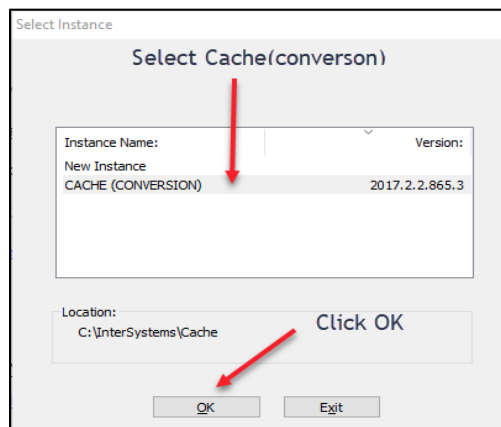 Select Instance
Select Cache(converson)
Instance Name: Version:
New Instance
CACHE (CONVERSION) 2017.2.2.865.3
Location:
C:\InterSystems\Cache
Click OK
OK Exit